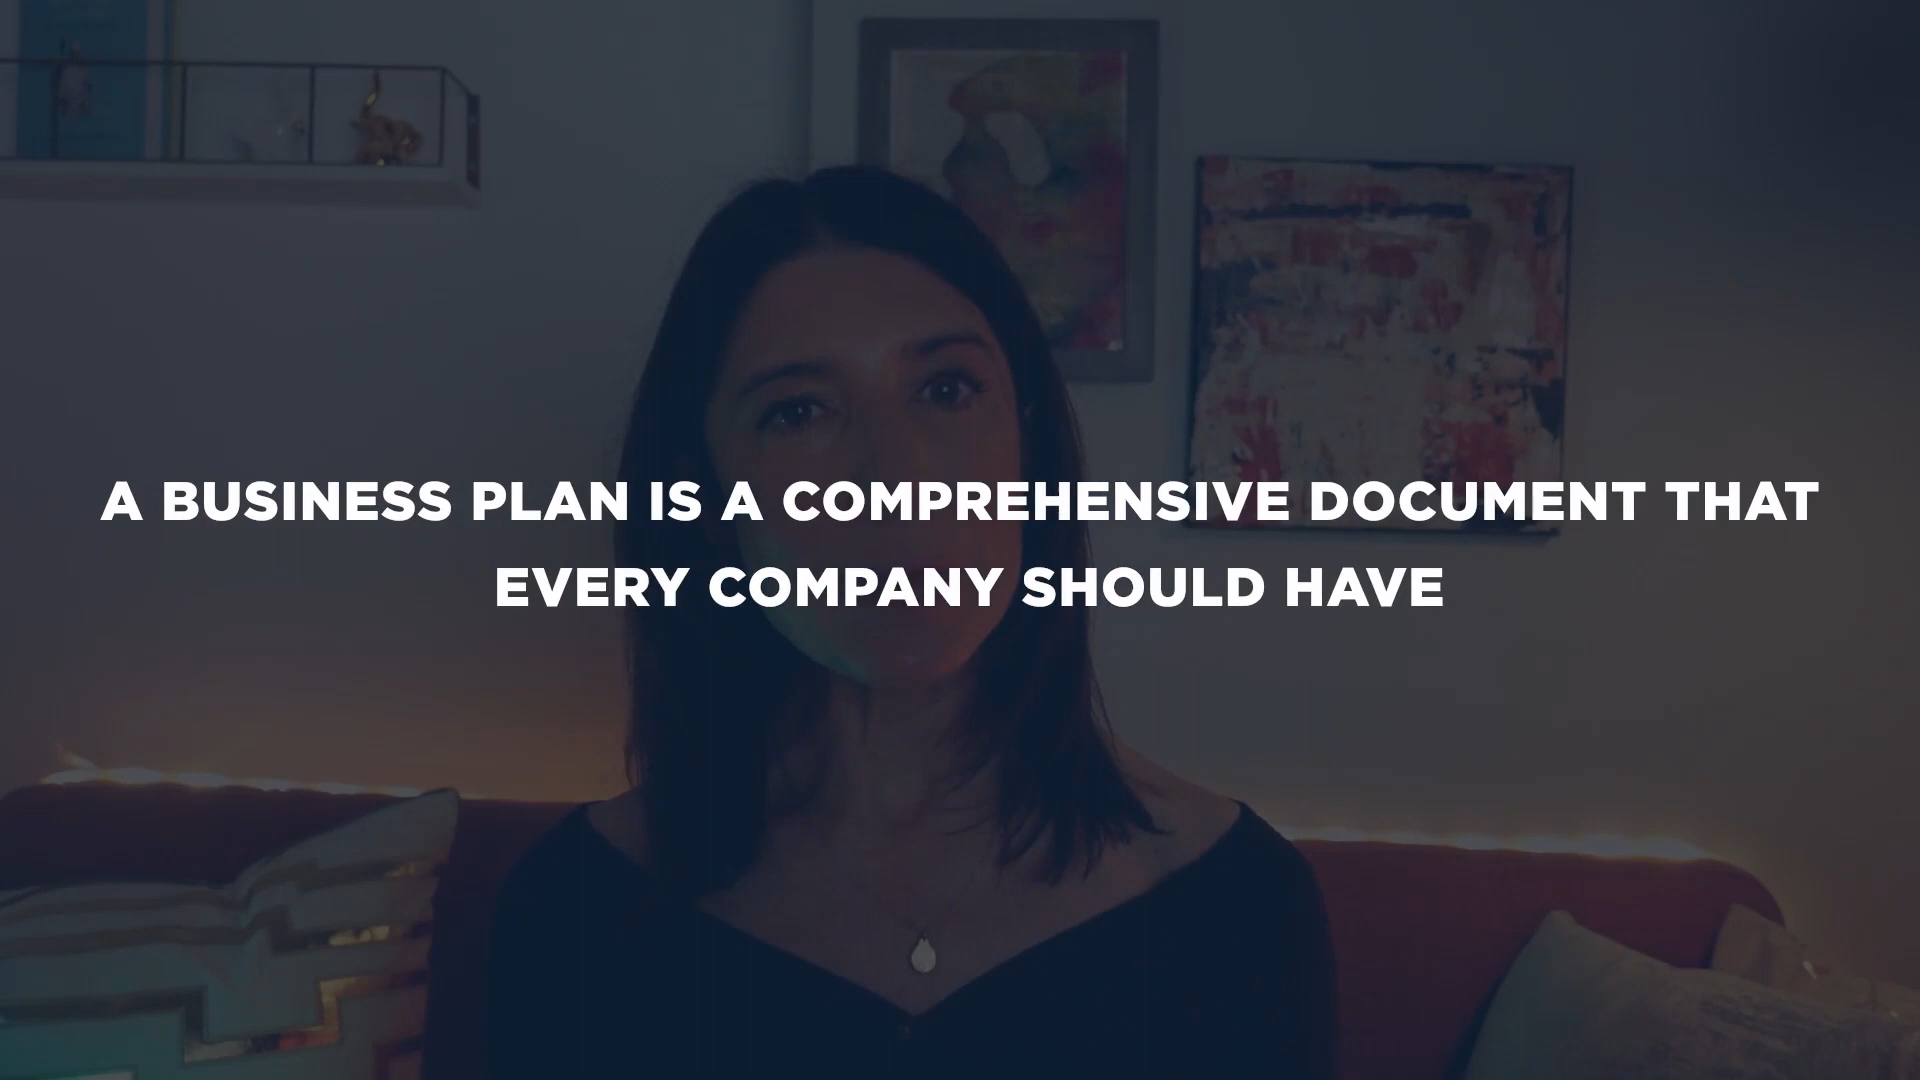 A BUSINESS PLAN IS A COMPREHENSIVE DOCUMENT THAT
EVERY COMPANY SHOULD HAVE